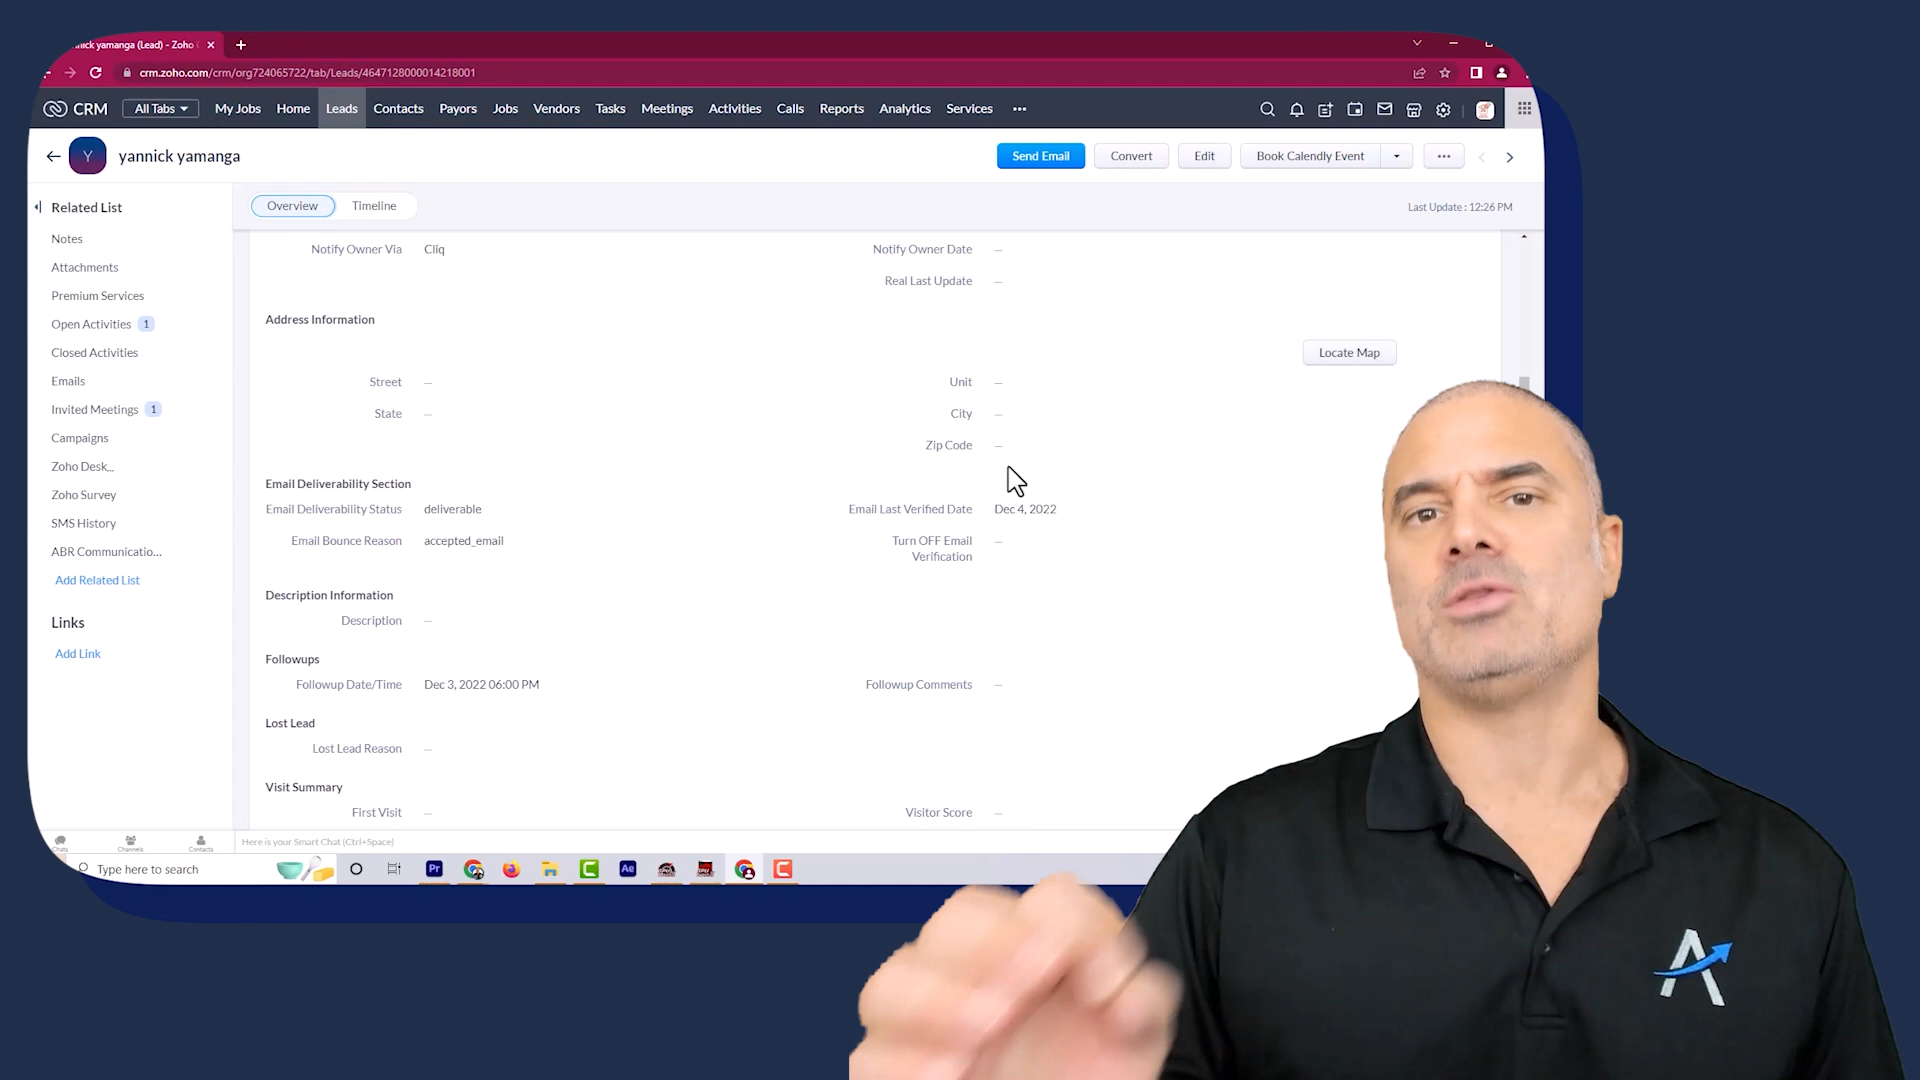 yannick yamanga (Lead) - Zoho
crm.zoho.com/crm/org724065722/tab/Leads/4647128000014218001
CRM All Tabs My Jobs Home Leads Contacts Payors Jobs Vendors Tasks Meetings Activities Calls Reports Analytics Services
Y yannick yamanga Send Email Convert Edit Book Calendly Event
Related List Overview Timeline Last Update : 12:26 PM
Notes
Attachments
Premium Services
Open Activities 1
Closed Activities
Emails
Invited Meetings 1
Campaigns
Zoho Desk...
Zoho Survey
SMS History
ABR Communicatio...
Add Related List
Links
Add Link
Notify Owner Via Cliq Notify Owner Date —
Real Last Update —
Address Information
Locate Map
Street — Unit —
State — City —
Zip Code —
Email Deliverability Section
Email Deliverability Status deliverable Email Last Verified Date Dec 4, 2022
Email Bounce Reason accepted_email Turn OFF Email —
Verification
Description Information
Description —
Followups
Followup Date/Time Dec 3, 2022 06:00 PM Followup Comments —
Lost Lead
Lost Lead Reason —
Visit Summary
First Visit — Visitor Score —
Chats Channels Contacts Here is your Smart Chat (Ctrl+Space)
Type here to search Pr Ae